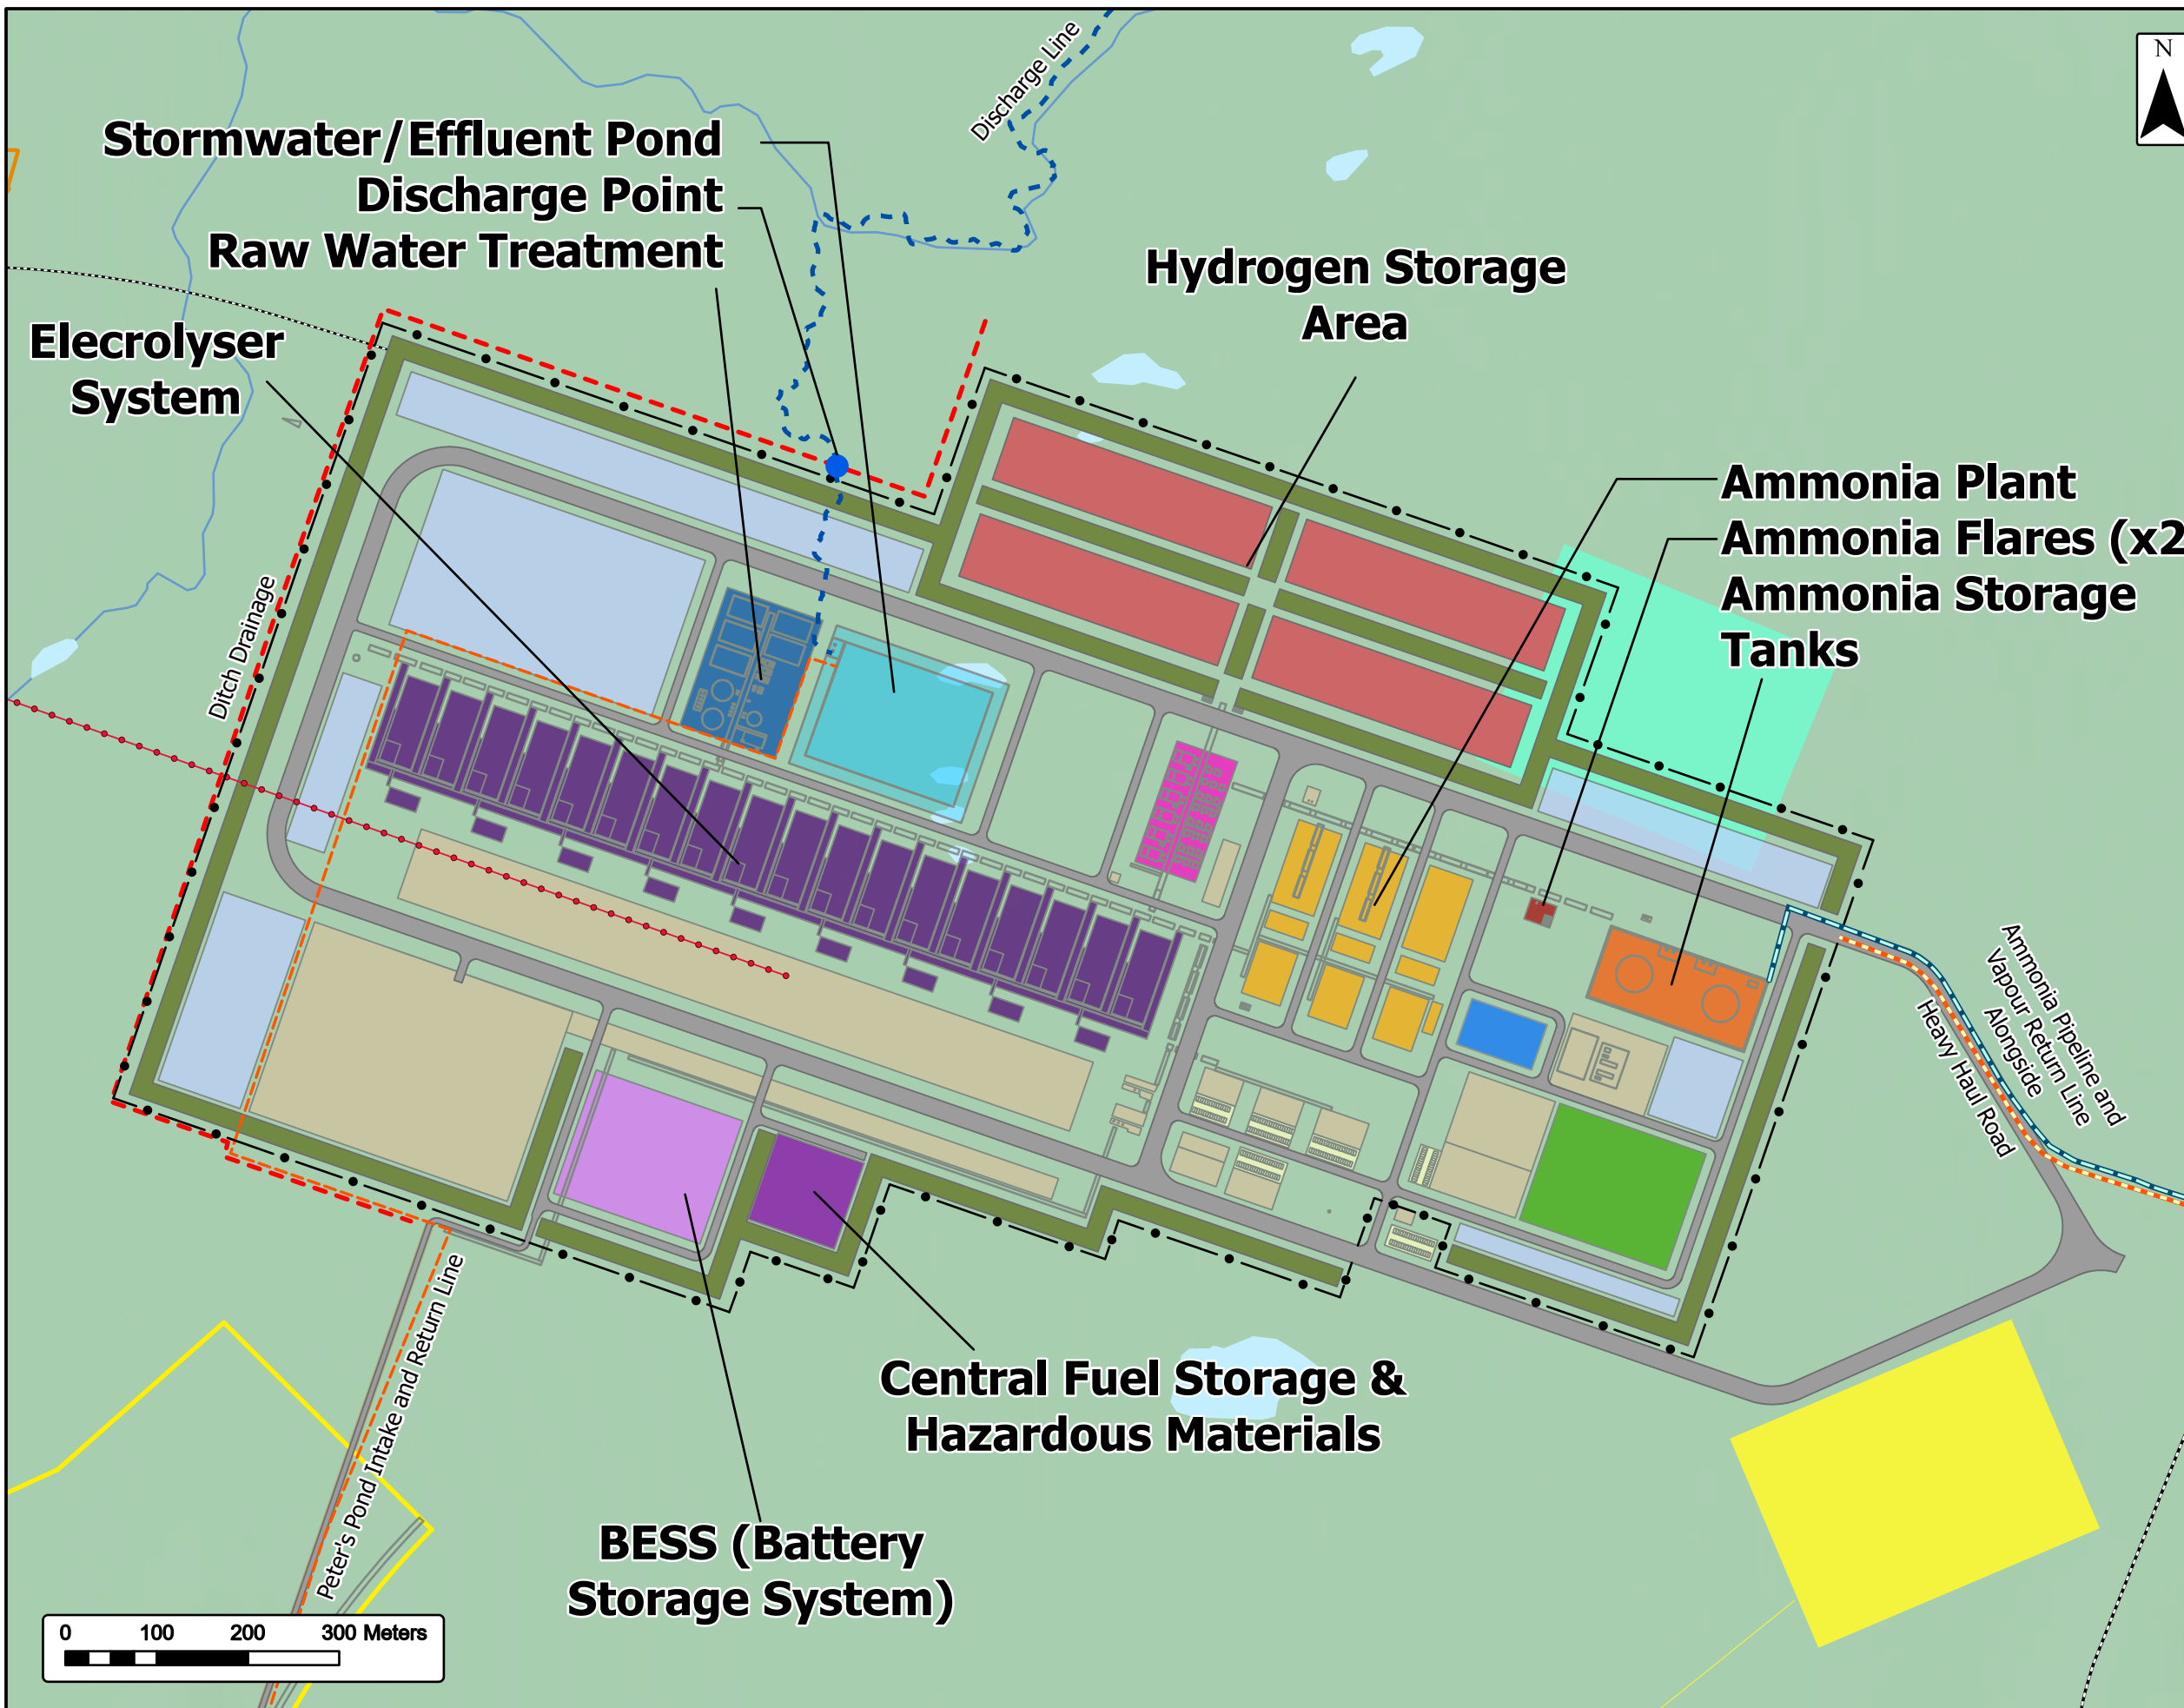 Discharge Line
N
Stormwater/Effluent Pond
Discharge Point
Raw Water Treatment
Hydrogen Storage
Area
Elecrolyser
System
Ammonia Plant
Ammonia Flares (x2
Ammonia Storage
Tanks
Ditch Drainage
Ammonia Pipeline and
Vapour Return Line
Alongside
Heavy Haul Road
Peter's Pond Intake and Return Line
Central Fuel Storage &
Hazardous Materials
BESS (Battery
Storage System)
0 100 200 300 Meters